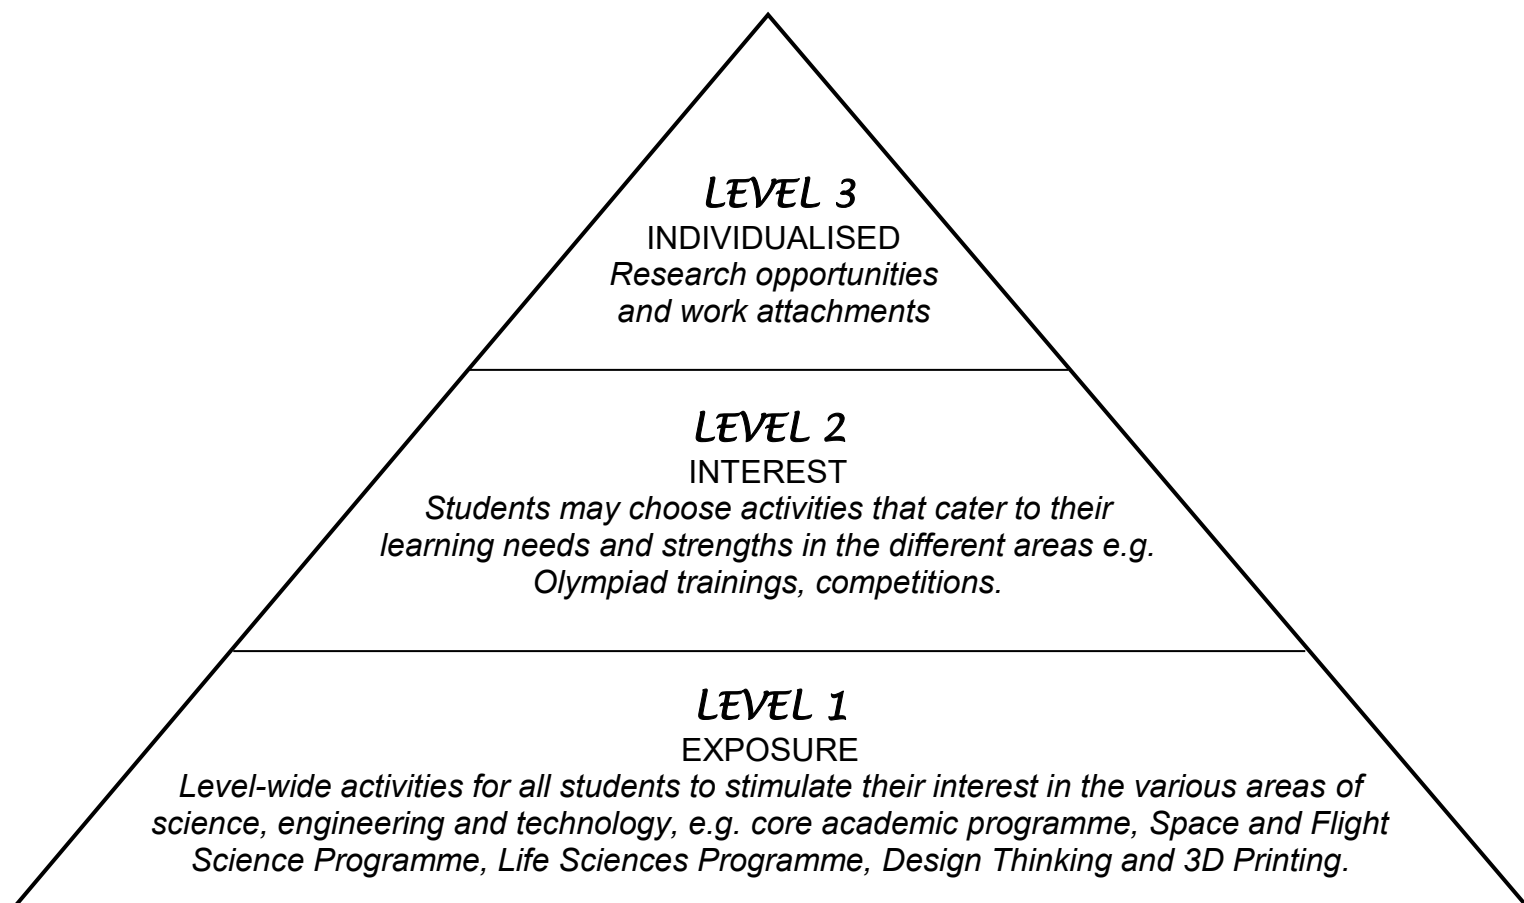 LEVEL 3
INDIVIDUALISED
Research opportunities
and work attachments
LEVEL 2
INTEREST
Students may choose activities that cater to their
learning needs and strengths in the different areas e.g.
Olympiad trainings, competitions.
LEVEL 1
EXPOSURE
Level-wide activities for all students to stimulate their interest in the various areas of
science, engineering and technology, e.g. core academic programme, Space and Flight
Science Programme, Life Sciences Programme, Design Thinking and 3D Printing.